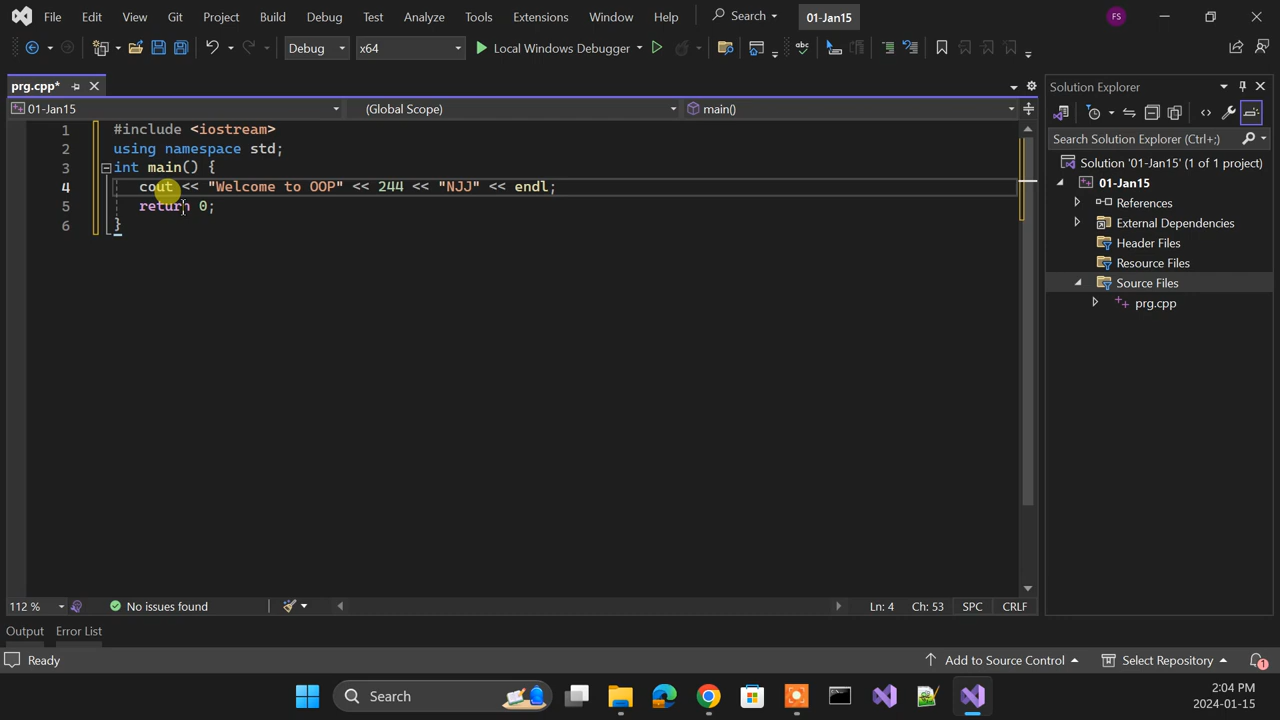 File Edit View Git Project Build Debug Test Analyze Tools Extensions Window Help Search 01-Jan15 FS
Debug x64 Local Windows Debugger
prg.cpp*
01-Jan15 (Global Scope) main()
1 #include <iostream>
2 using namespace std;
3 int main() {
4 cout << "Welcome to OOP" << 244 << "NJJ" << endl;
5 return 0;
6 }
Solution Explorer
Search Solution Explorer (Ctrl+;)
Solution '01-Jan15' (1 of 1 project)
01-Jan15
References
External Dependencies
Header Files
Resource Files
Source Files
prg.cpp
112 % No issues found Ln: 4 Ch: 53 SPC CRLF
Output Error List
Ready Add to Source Control Select Repository 1
Search 2:04 PM
2024-01-15